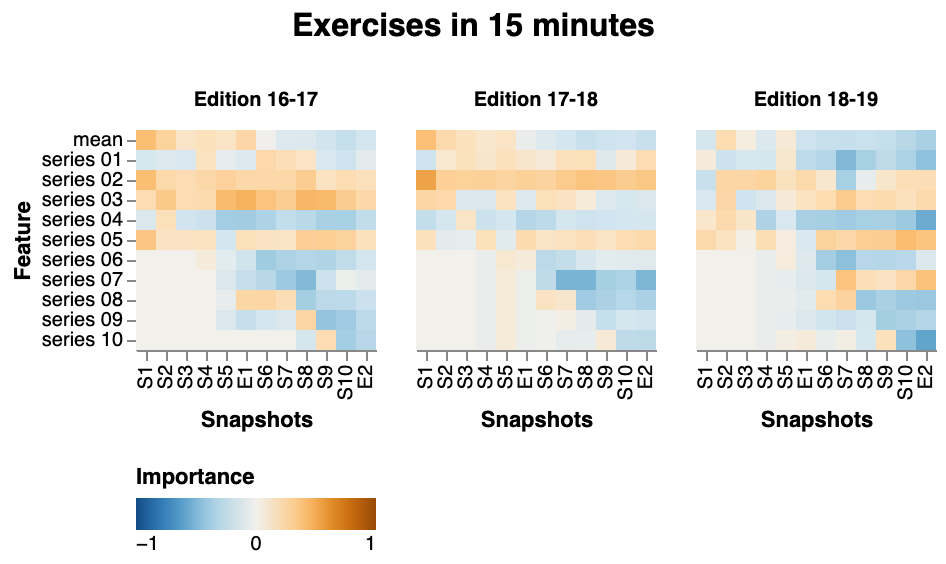 Exercises in 15 minutes
Edition 16-17
Edition 17-18
Edition 18-19
Feature
mean
series 01
series 02
series 03
series 04
series 05
series 06
series 07
series 08
series 09
series 10
S1 S2 S3 S4 S5 E1 S6 S7 S8 S9 S10 E2
S1 S2 S3 S4 S5 E1 S6 S7 S8 S9 S10 E2
S1 S2 S3 S4 S5 E1 S6 S7 S8 S9 S10 E2
Snapshots
Snapshots
Snapshots
Importance
−1 0 1